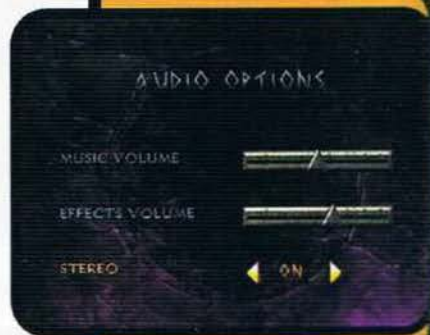 AUDIO OPTIONS
MUSIC VOLUME
EFFECTS VOLUME
STEREO ON